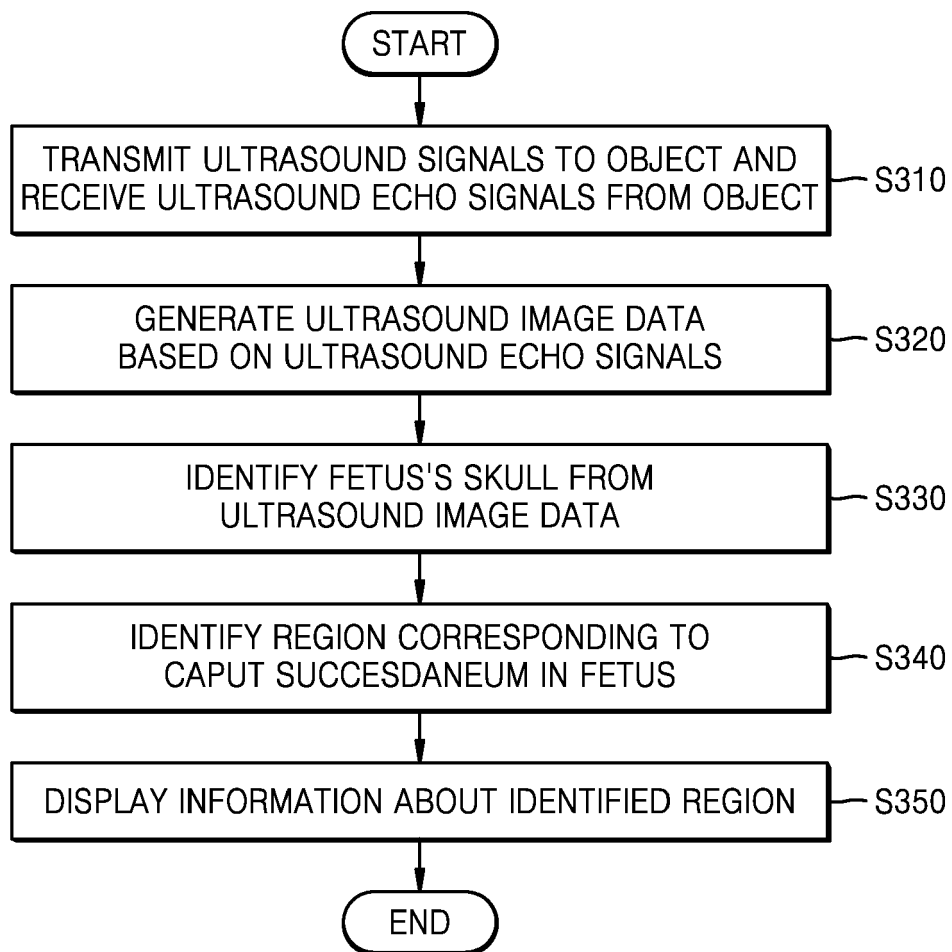 START
TRANSMIT ULTRASOUND SIGNALS TO OBJECT AND
RECEIVE ULTRASOUND ECHO SIGNALS FROM OBJECT
S310
GENERATE ULTRASOUND IMAGE DATA
BASED ON ULTRASOUND ECHO SIGNALS
S320
IDENTIFY FETUS'S SKULL FROM
ULTRASOUND IMAGE DATA
S330
IDENTIFY REGION CORRESPONDING TO
CAPUT SUCCESDANEUM IN FETUS
S340
DISPLAY INFORMATION ABOUT IDENTIFIED REGION
S350
END